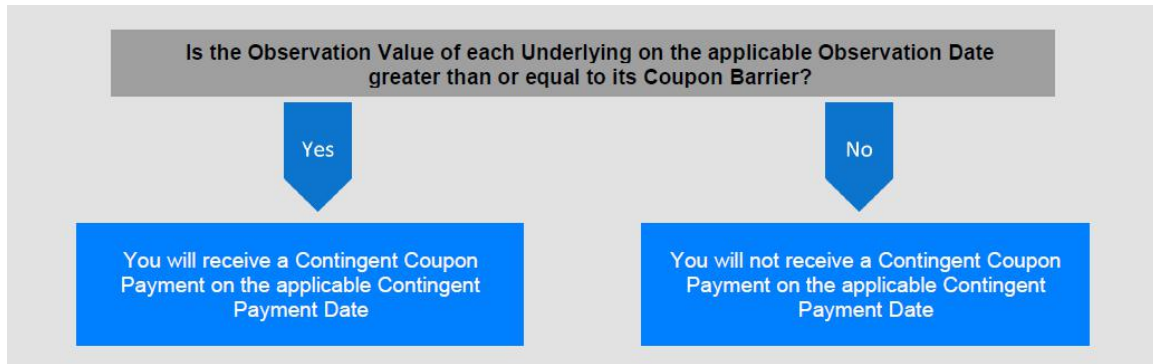 Is the Observation Value of each Underlying on the applicable Observation Date
greater than or equal to its Coupon Barrier?
Yes
No
You will receive a Contingent Coupon
Payment on the applicable Contingent
Payment Date
You will not receive a Contingent Coupon
Payment on the applicable Contingent
Payment Date